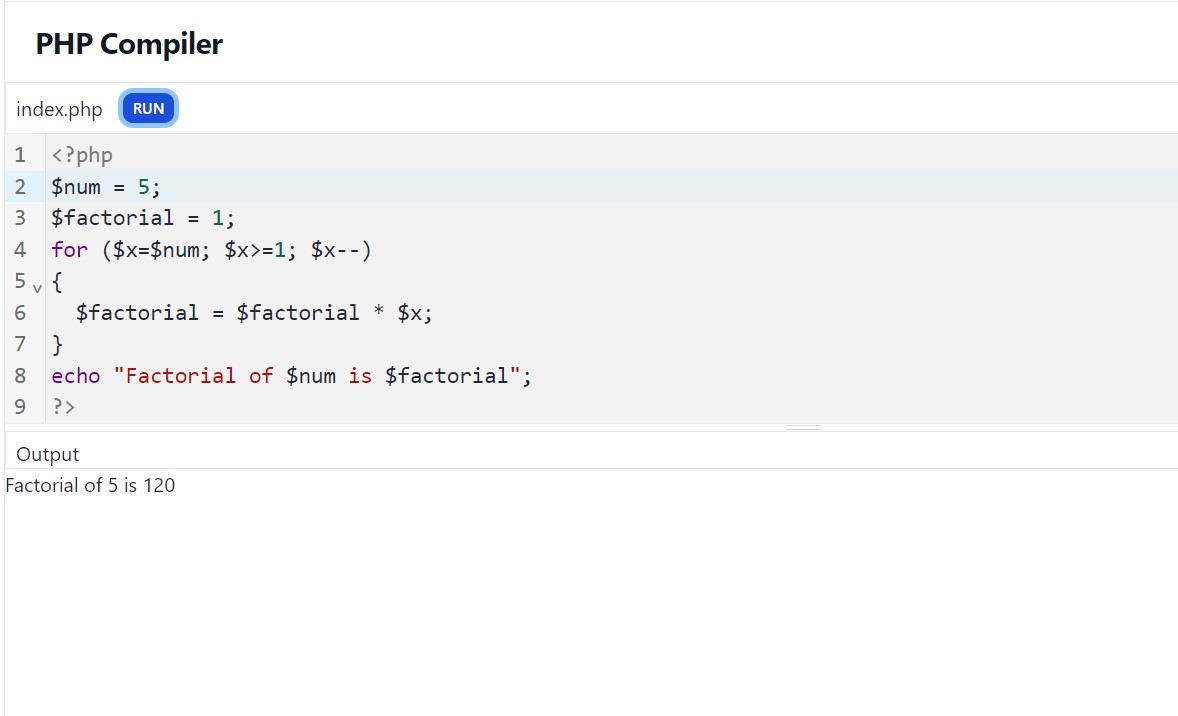 PHP Compiler
index.php RUN
1 <?php
2 $num = 5;
3 $factorial = 1;
4 for ($x=$num; $x>=1; $x--)
5 {
6   $factorial = $factorial * $x;
7 }
8 echo "Factorial of $num is $factorial";
9 ?>
Output
Factorial of 5 is 120